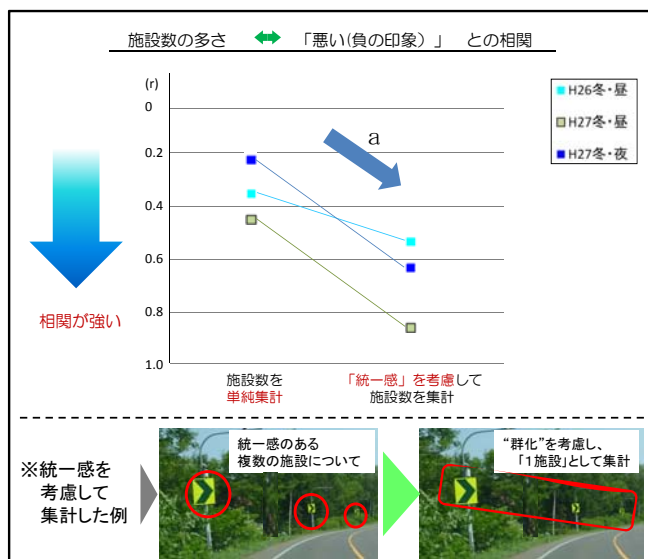 施設数の多さ ⇔ 「悪い(負の印象)」 との相関
(r)
0
0.2
0.4
0.6
0.8
1.0
a
H26冬・昼
H27冬・昼
H27冬・夜
相関が強い
施設数を
単純集計
「統一感」を考慮して
施設数を集計
※統一感を
考慮して
集計した例
統一感のある
複数の施設について
“群化”を考慮し、
「1施設」として集計